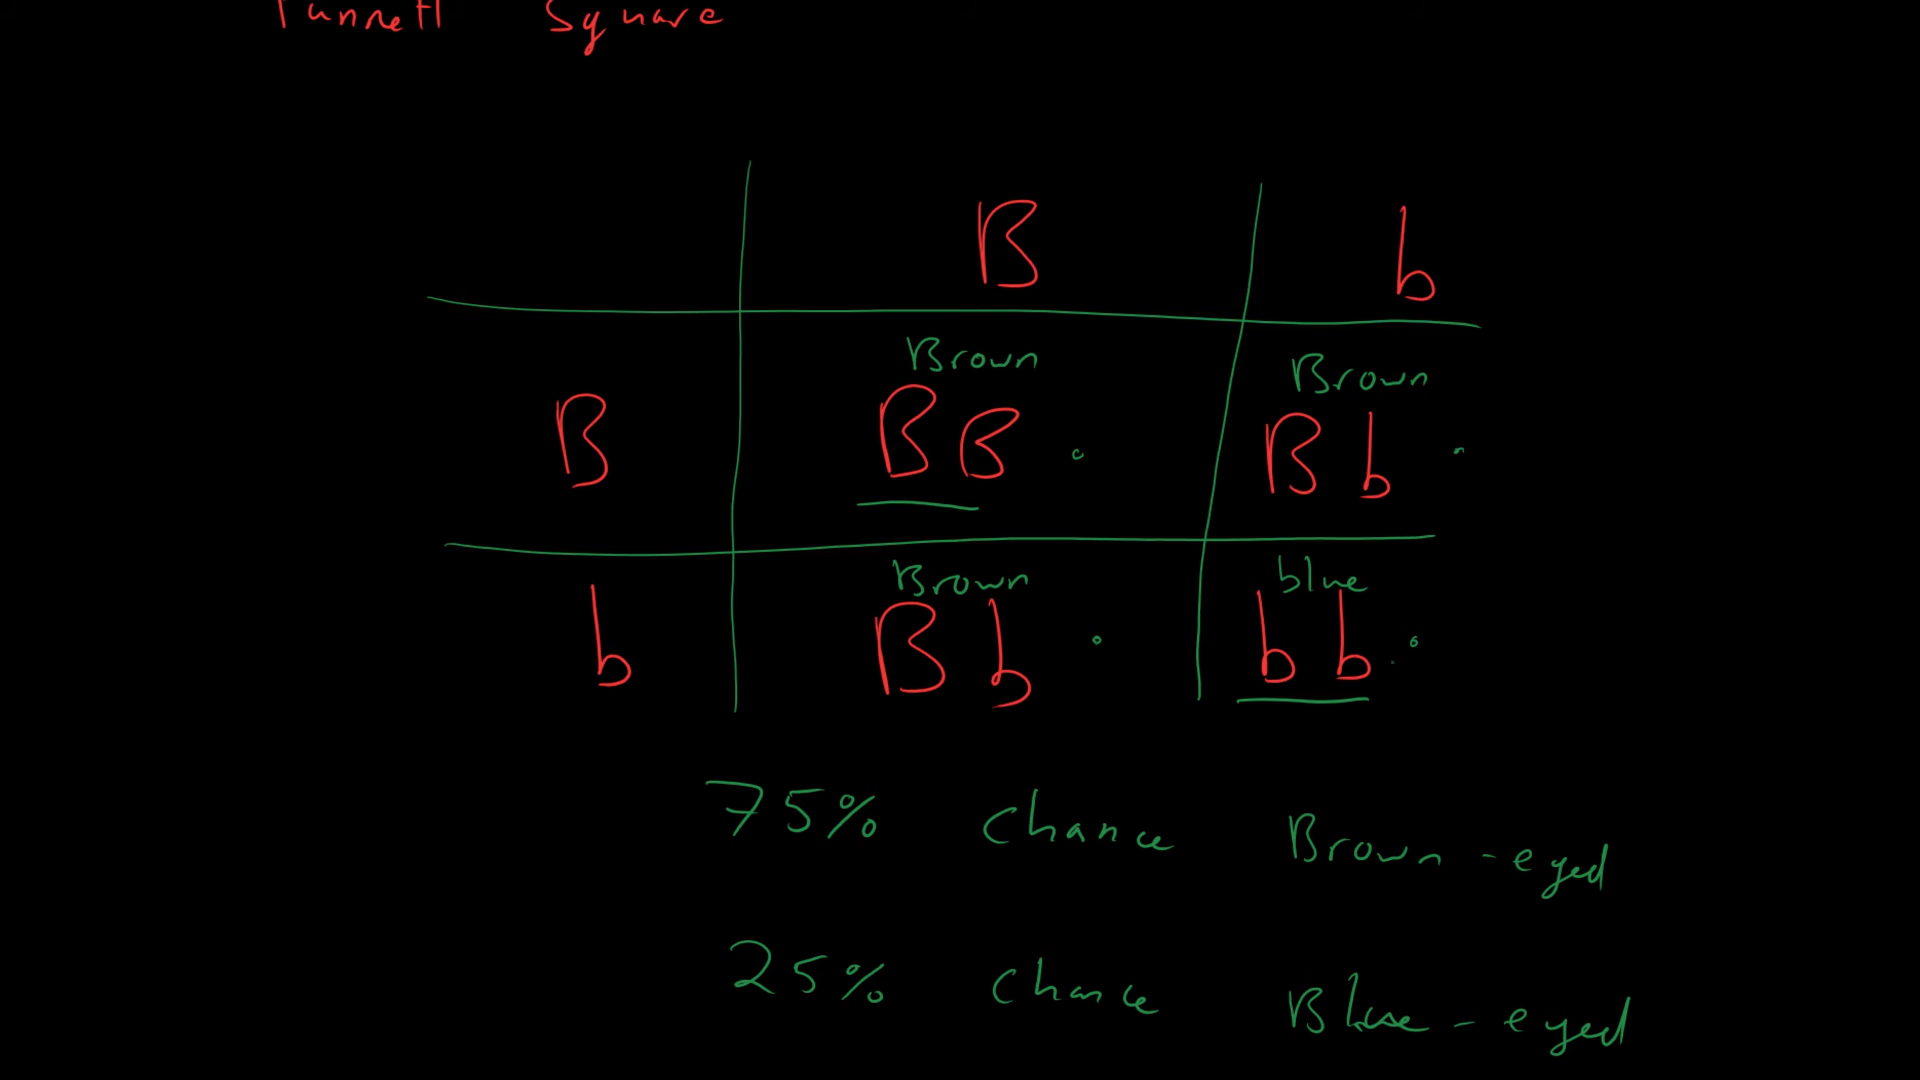 Punnett Square
B b
Brown Brown
B BB Bb
Brown blue
b Bb bb
75% chance Brown-eyed
25% chance Blue-eyed